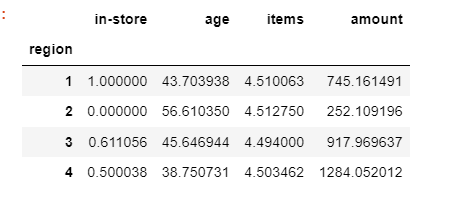 :
in-store age items amount
region
1 1.000000 43.703938 4.510063 745.161491
2 0.000000 56.610350 4.512750 252.109196
3 0.611056 45.646944 4.494000 917.969637
4 0.500038 38.750731 4.503462 1284.052012